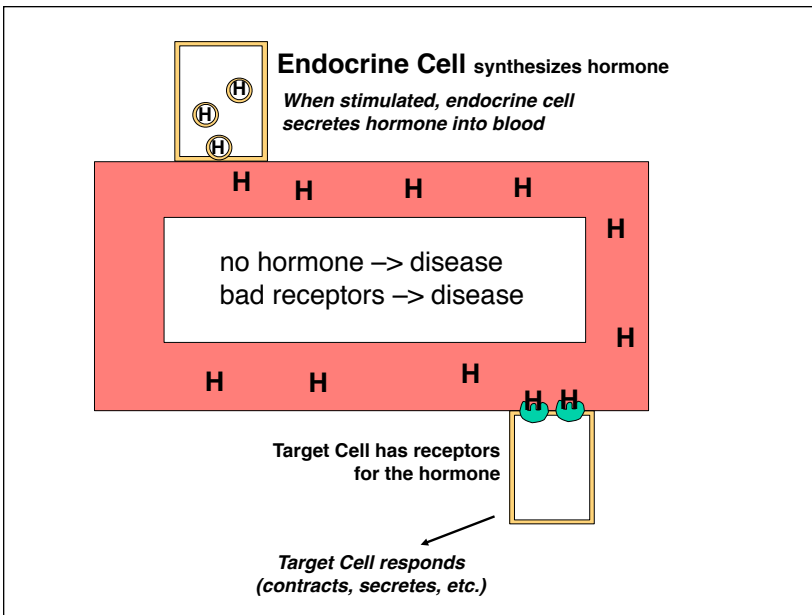 Endocrine Cell synthesizes hormone
When stimulated, endocrine cell
secretes hormone into blood
H
H
H
H
H
H
H
H
no hormone –> disease
bad receptors –> disease
H
H
H
H
H
H
Target Cell has receptors
for the hormone
Target Cell responds
(contracts, secretes, etc.)